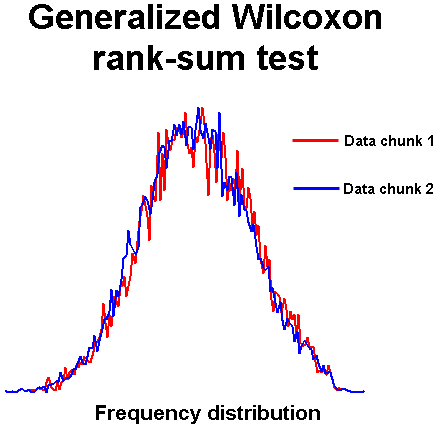 Generalized Wilcoxon
rank-sum test
Data chunk 1
Data chunk 2
Frequency distribution